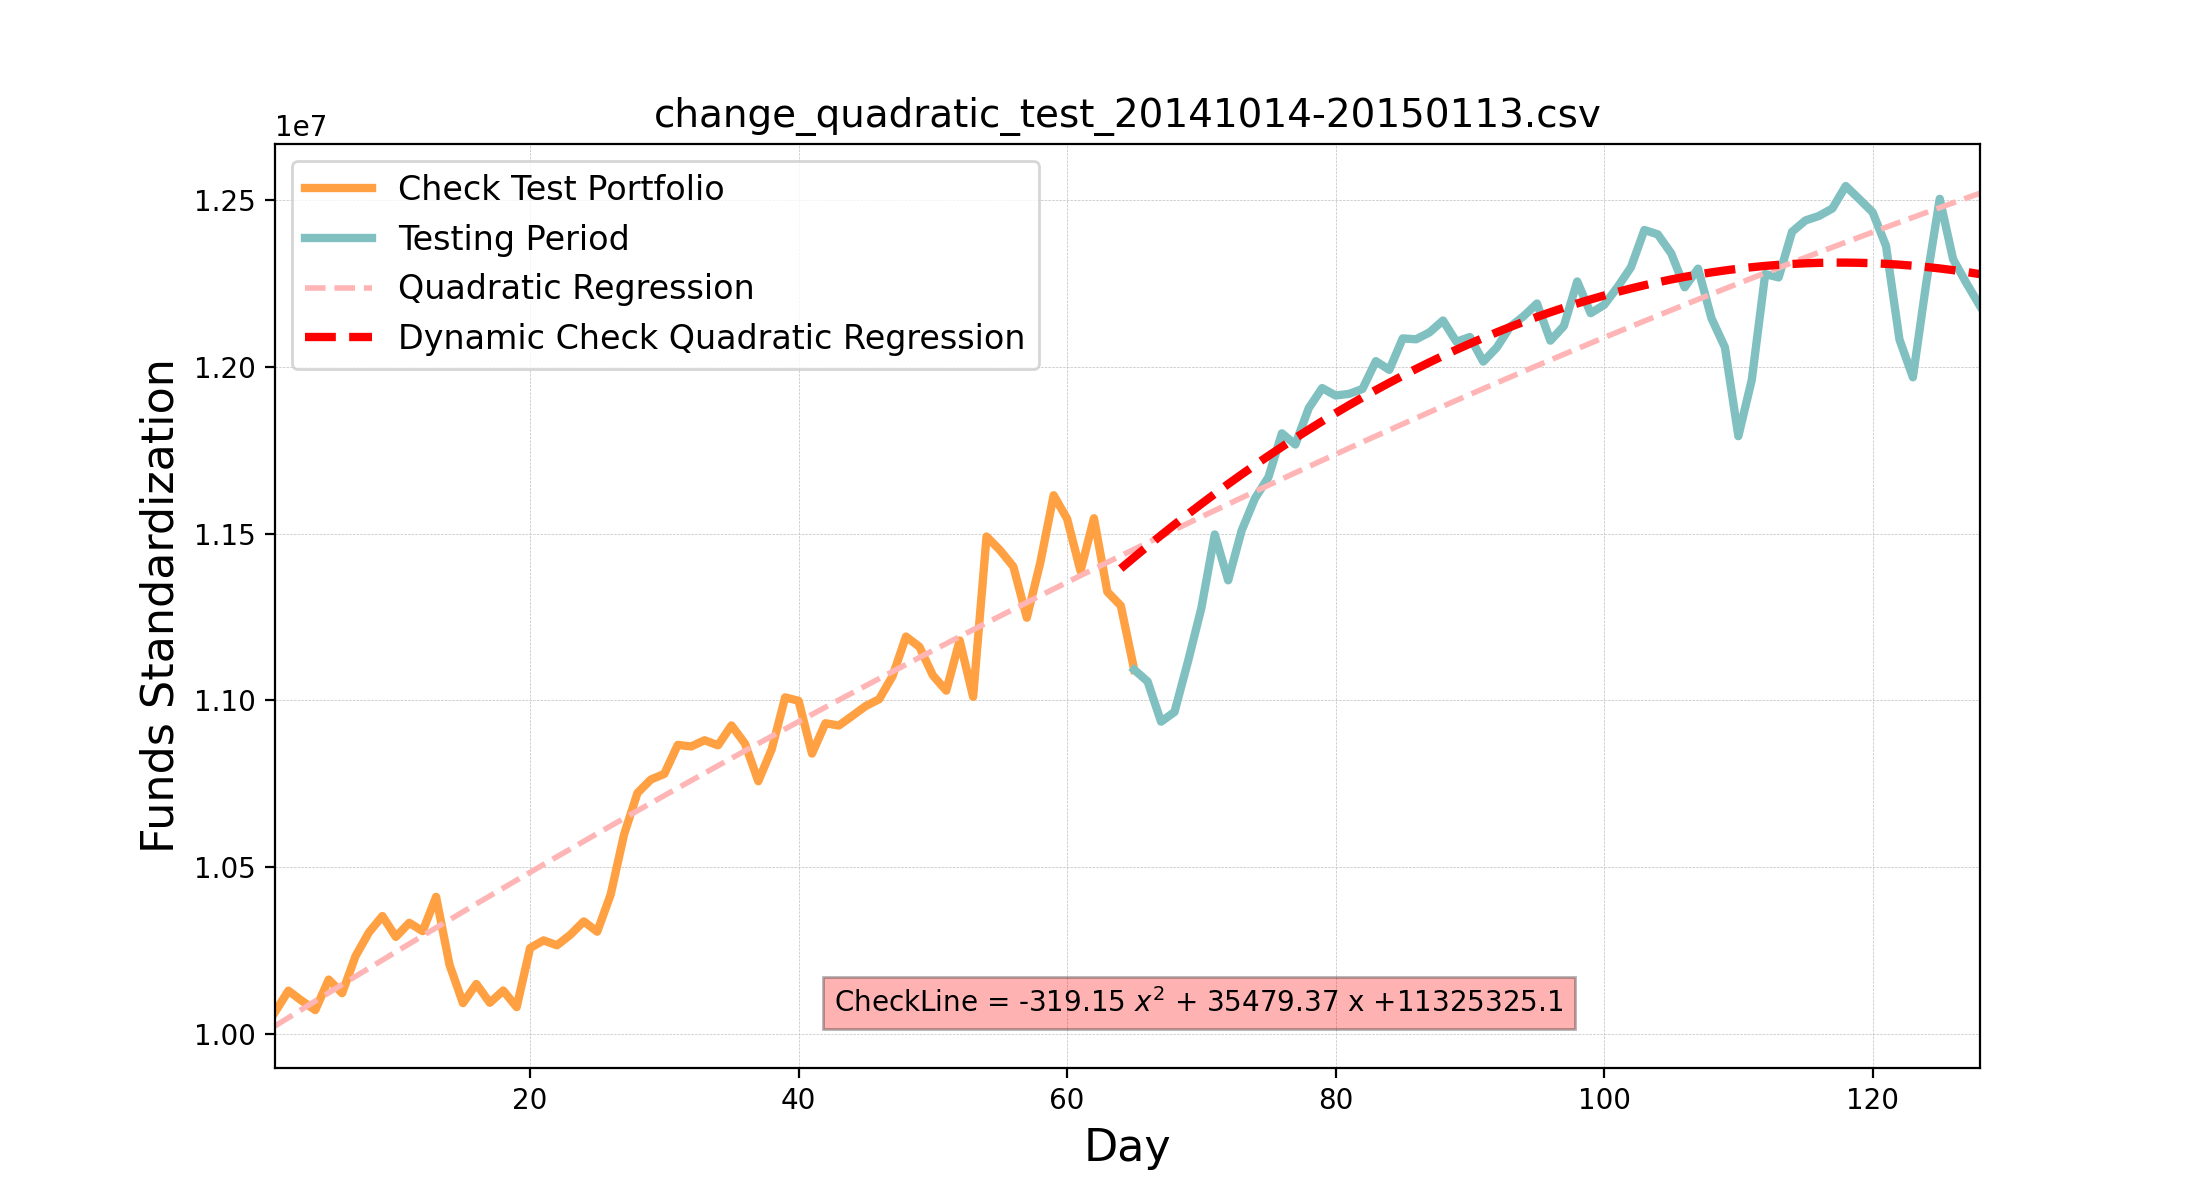 change_quadratic_test_20141014-20150113.csv
1e7
Check Test Portfolio
Testing Period
Quadratic Regression
Dynamic Check Quadratic Regression
1.25
1.20
1.15
1.10
1.05
1.00
Funds Standardization
CheckLine = -319.15 x² + 35479.37 x +11325325.1
20 40 60 80 100 120
Day